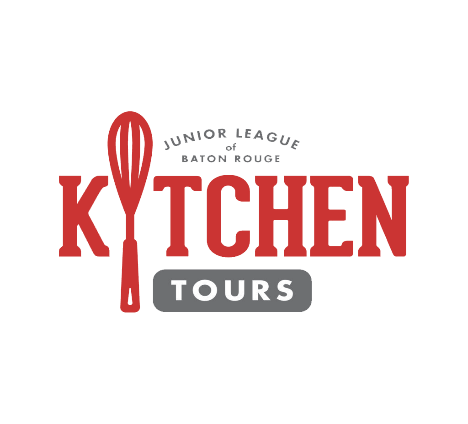 JUNIOR LEAGUE
of
BATON ROUGE
KITCHEN
TOURS